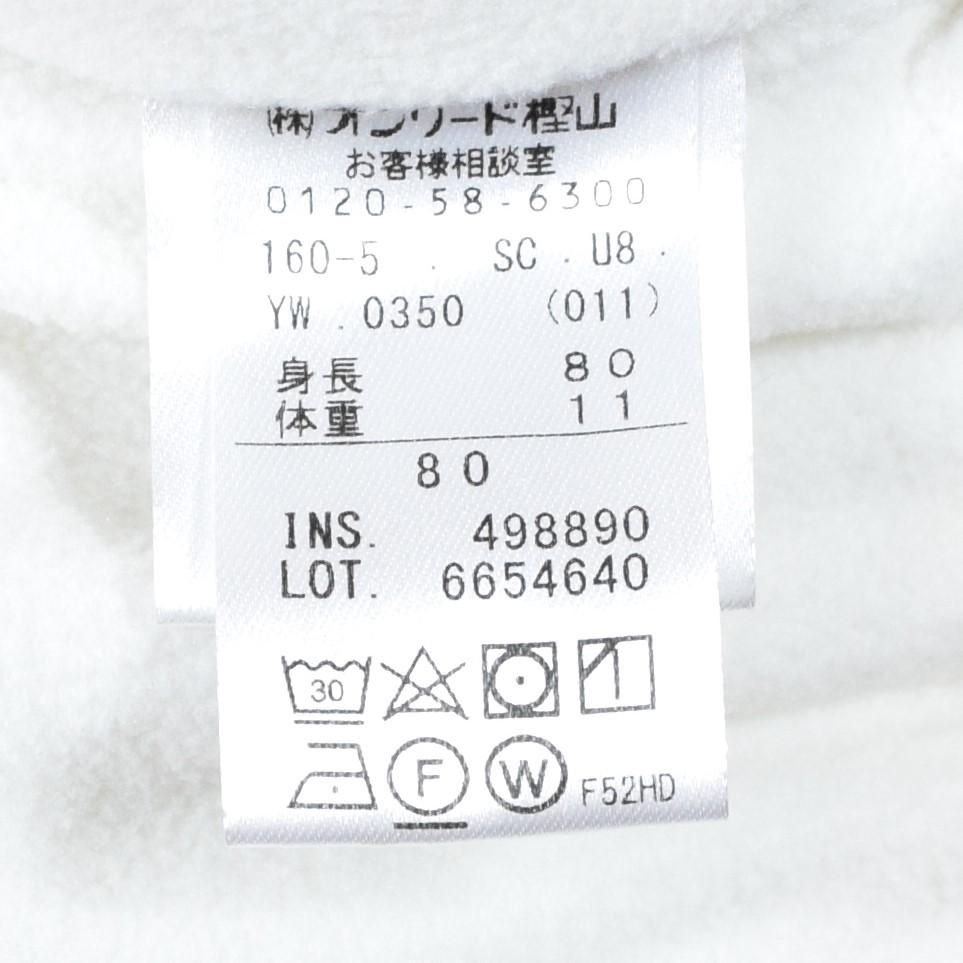 (株)オンワード樫山
お客様相談室
0120-58-6300
160-5 . SC . U8 .
YW . 0350 (011)
身長 80
体重 11
80
INS. 498890
LOT. 6654640
30
F W F52HD